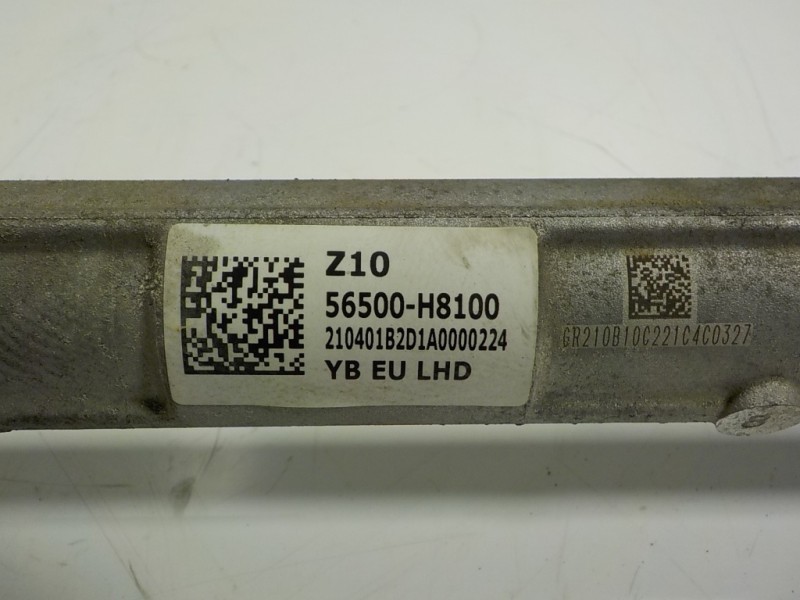 Z10
56500-H8100
210401B2D1A0000224
YB EU LHD
GR210B10C221C4C0327